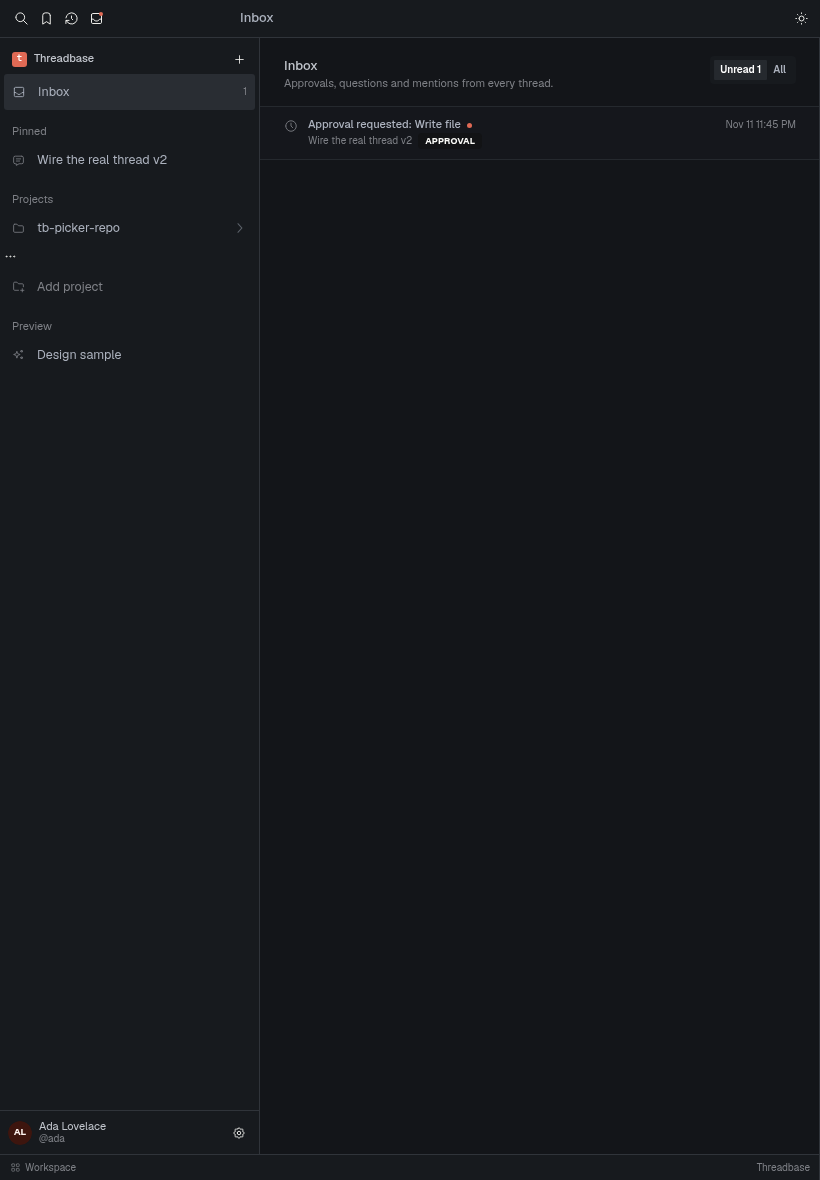 Inbox
t Threadbase
Inbox 1
Pinned
Wire the real thread v2
Projects
tb-picker-repo
...
Add project
Preview
Design sample
AL Ada Lovelace
@ada
Inbox
Approvals, questions and mentions from every thread.
Unread 1 All
Approval requested: Write file
Nov 11 11:45 PM
Wire the real thread v2 APPROVAL
Workspace
Threadbase